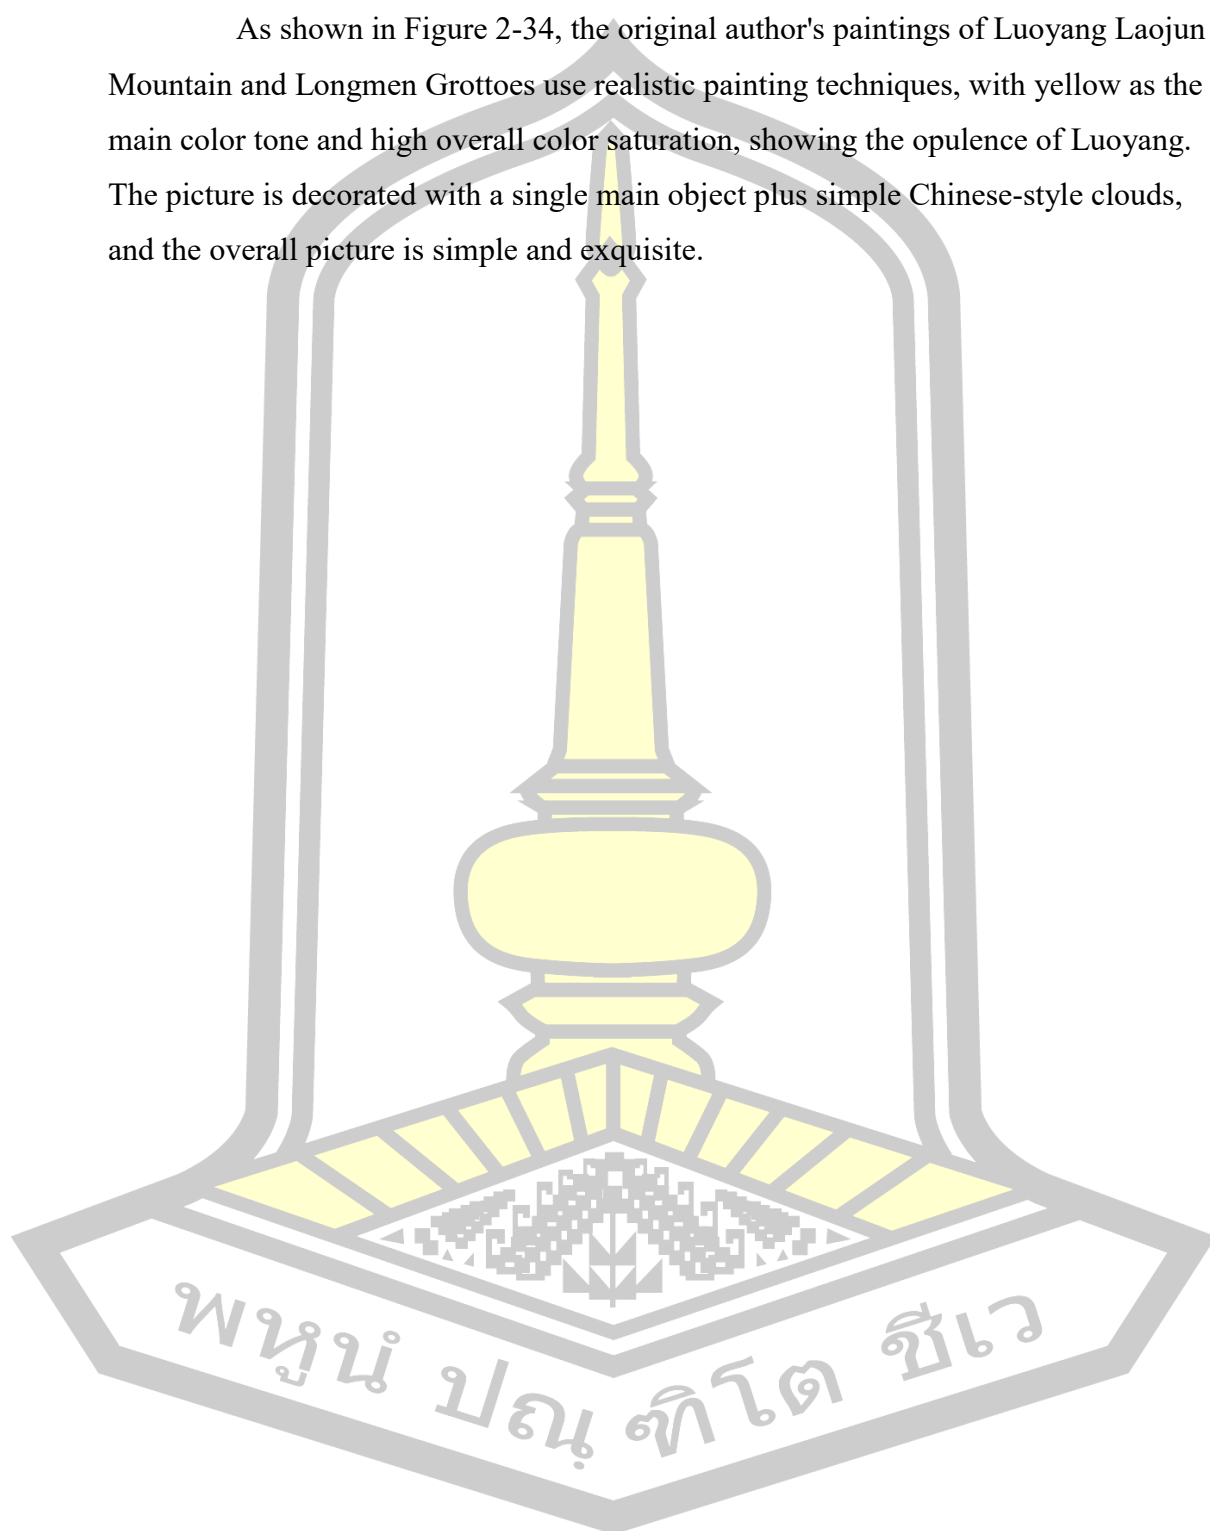 As shown in Figure 2-34, the original author's paintings of Luoyang Laojun
Mountain and Longmen Grottoes use realistic painting techniques, with yellow as the
main color tone and high overall color saturation, showing the opulence of Luoyang.
The picture is decorated with a single main object plus simple Chinese-style clouds,
and the overall picture is simple and exquisite.
พหูนํ ปณฺฑิโต ชีเว